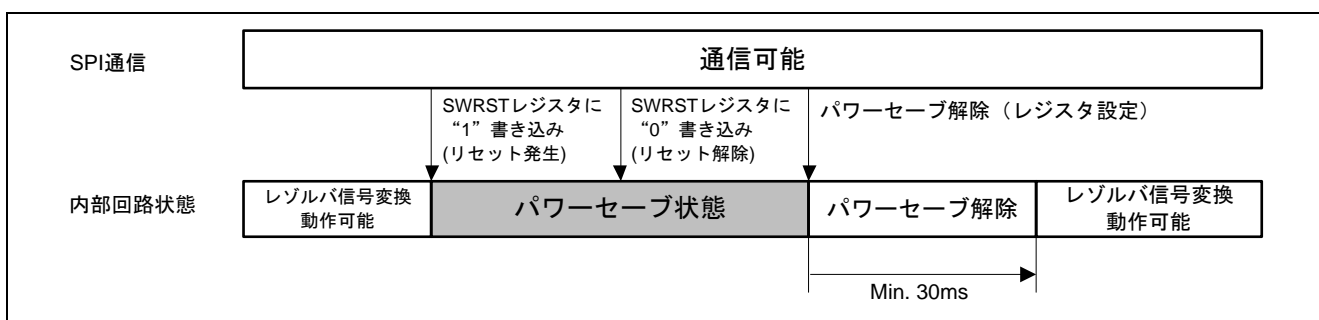 SPI通信
通信可能
SWRSTレジスタに
“1”書き込み
(リセット発生)
SWRSTレジスタに
“0”書き込み
(リセット解除)
パワーセーブ解除（レジスタ設定）
内部回路状態
レゾルバ信号変換
動作可能
パワーセーブ状態
パワーセーブ解除
レゾルバ信号変換
動作可能
Min. 30ms